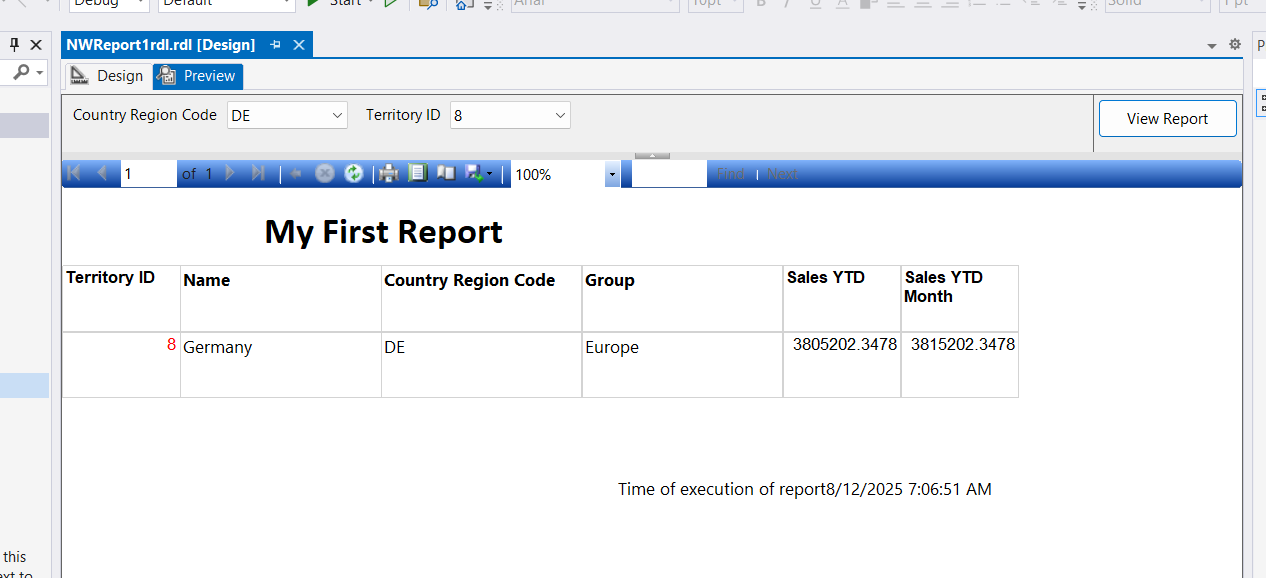 Debug Default Start Arial 10pt B I U A Solid 1 pt
NWReport1rdl.rdl [Design]
P
Design Preview
Country Region Code DE Territory ID 8 View Report
1 of 1 100% Find | Next
My First Report
Territory ID Name Country Region Code Group Sales YTD Sales YTD
Month
8 Germany DE Europe 3805202.3478 3815202.3478
Time of execution of report8/12/2025 7:06:51 AM
this
ext to